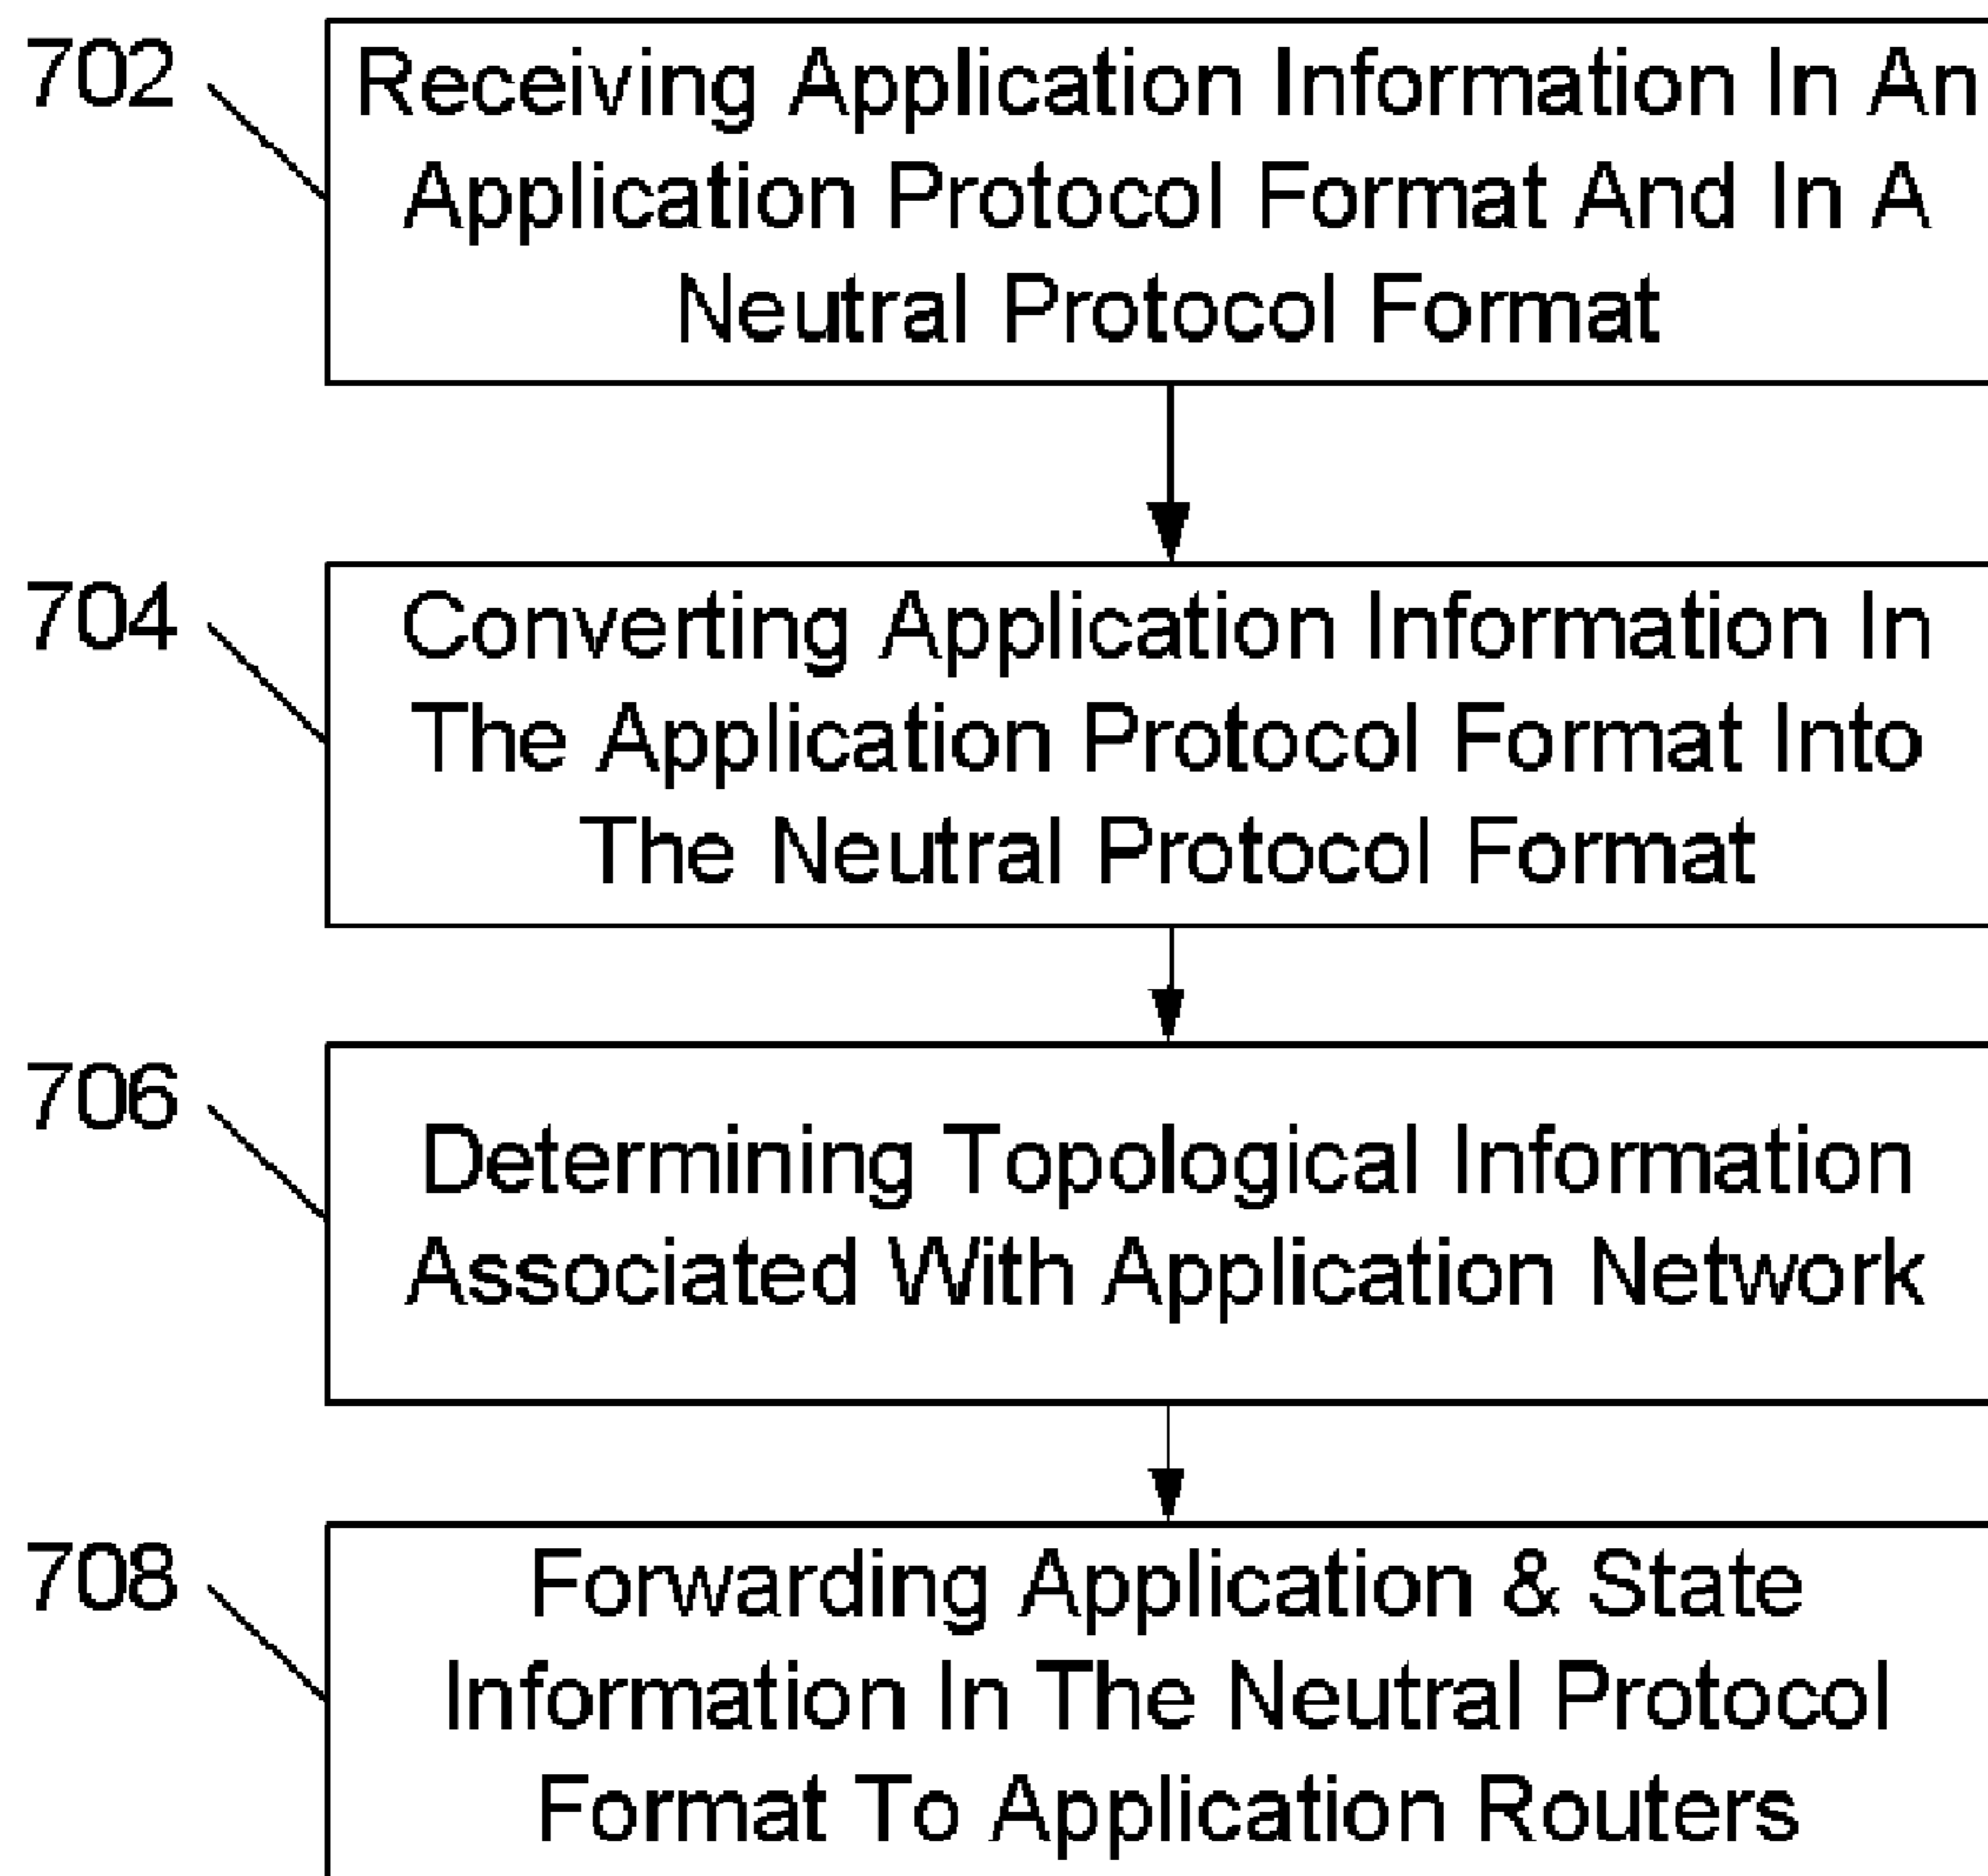 702
Receiving Application Information In An
Application Protocol Format And In A
Neutral Protocol Format
704
Converting Application Information In
The Application Protocol Format Into
The Neutral Protocol Format
706
Determining Topological Information
Associated With Application Network
708
Forwarding Application & State
Information In The Neutral Protocol
Format To Application Routers